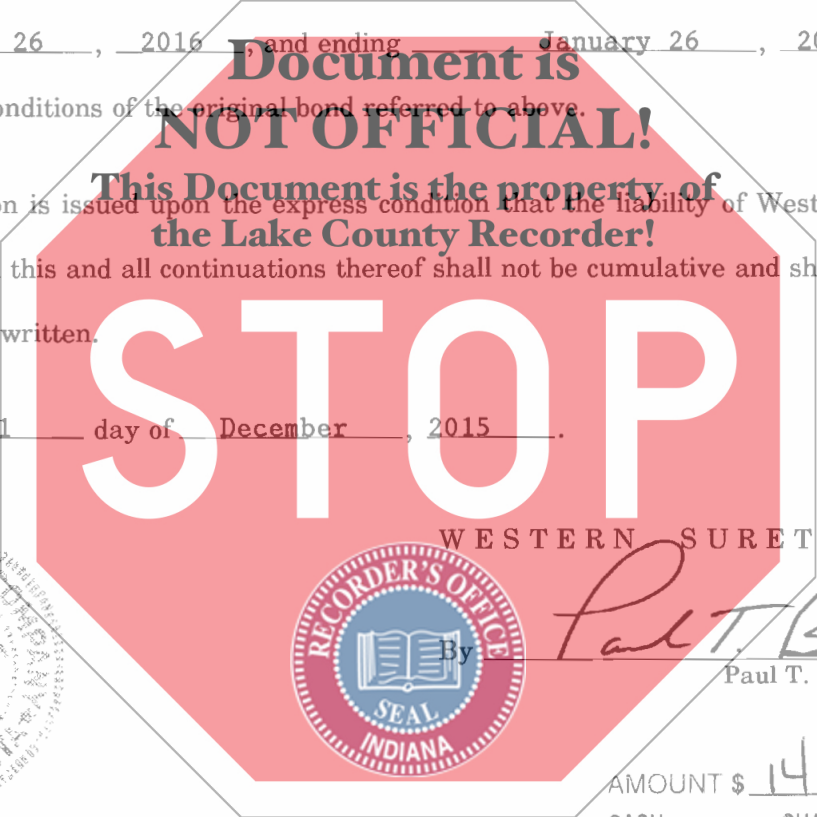 26 , 2016 , and ending January 26 , 20
Document is
onditions of the original bond referred to above.
NOT OFFICIAL!
This Document is the property of
on is issued upon the express condition that the liability of West
the Lake County Recorder!
this and all continuations thereof shall not be cumulative and sh
written.
STOP
1 day of December , 2015 .
WESTERN SURET
RECORDER'S OFFICE
By
Paul T.
SEAL
INDIANA
AMOUNT $ 14